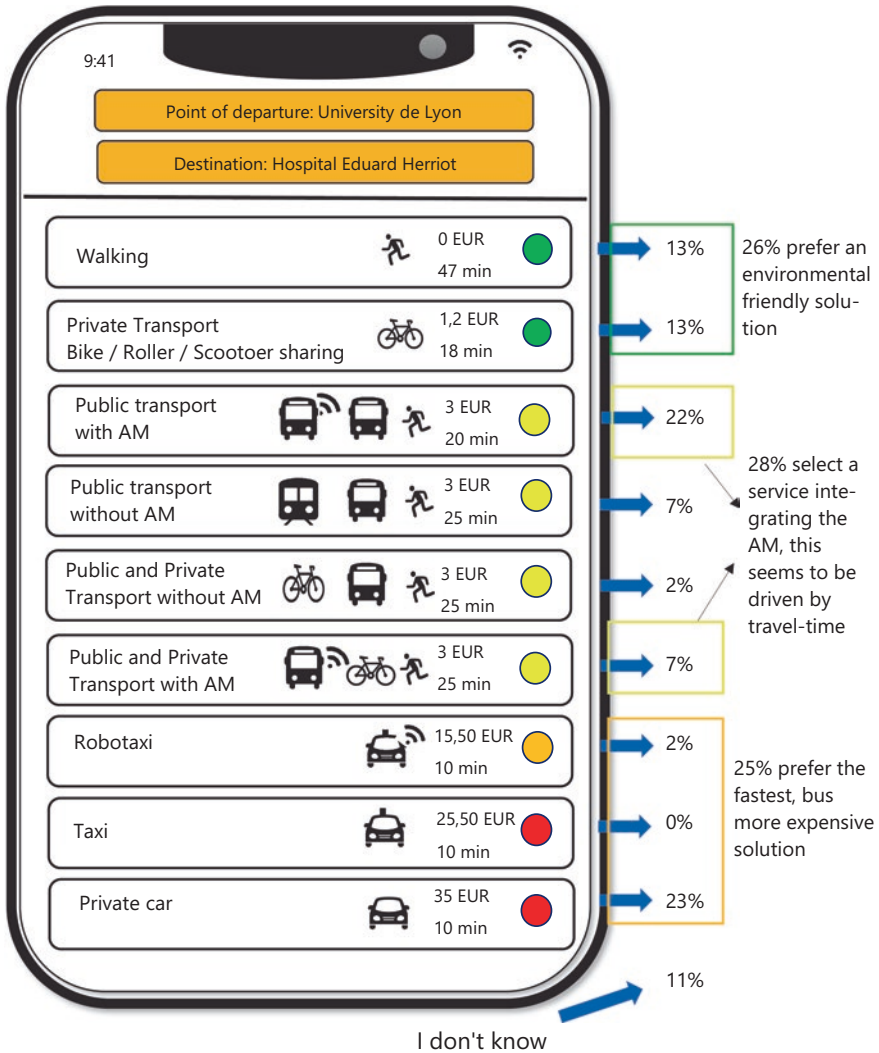 9:41
Point of departure: University de Lyon
Destination: Hospital Eduard Herriot
Walking
0 EUR
47 min
13%
Private Transport
Bike / Roller / Scootoer sharing
1,2 EUR
18 min
13%
26% prefer an
environmental
friendly solu-
tion
Public transport
with AM
3 EUR
20 min
22%
Public transport
without AM
3 EUR
25 min
7%
Public and Private
Transport without AM
3 EUR
25 min
2%
Public and Private
Transport with AM
3 EUR
25 min
7%
28% select a
service inte-
grating the
AM, this
seems to be
driven by
travel-time
Robotaxi
15,50 EUR
10 min
2%
Taxi
25,50 EUR
10 min
0%
Private car
35 EUR
10 min
23%
25% prefer the
fastest, bus
more expensive
solution
11%
I don't know